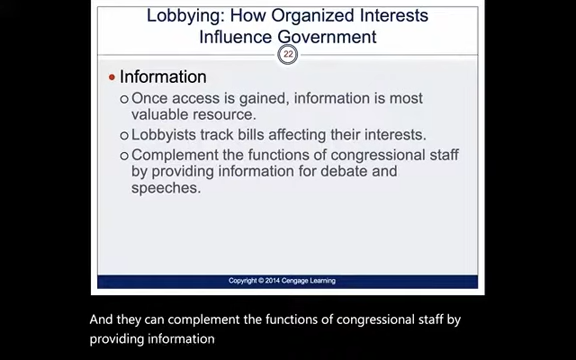 Lobbying: How Organized Interests
Influence Government
22
• Information
o Once access is gained, information is most
valuable resource.
o Lobbyists track bills affecting their interests.
o Complement the functions of congressional staff
by providing information for debate and
speeches.
Copyright © 2014 Cengage Learning
And they can complement the functions of congressional staff by
providing information